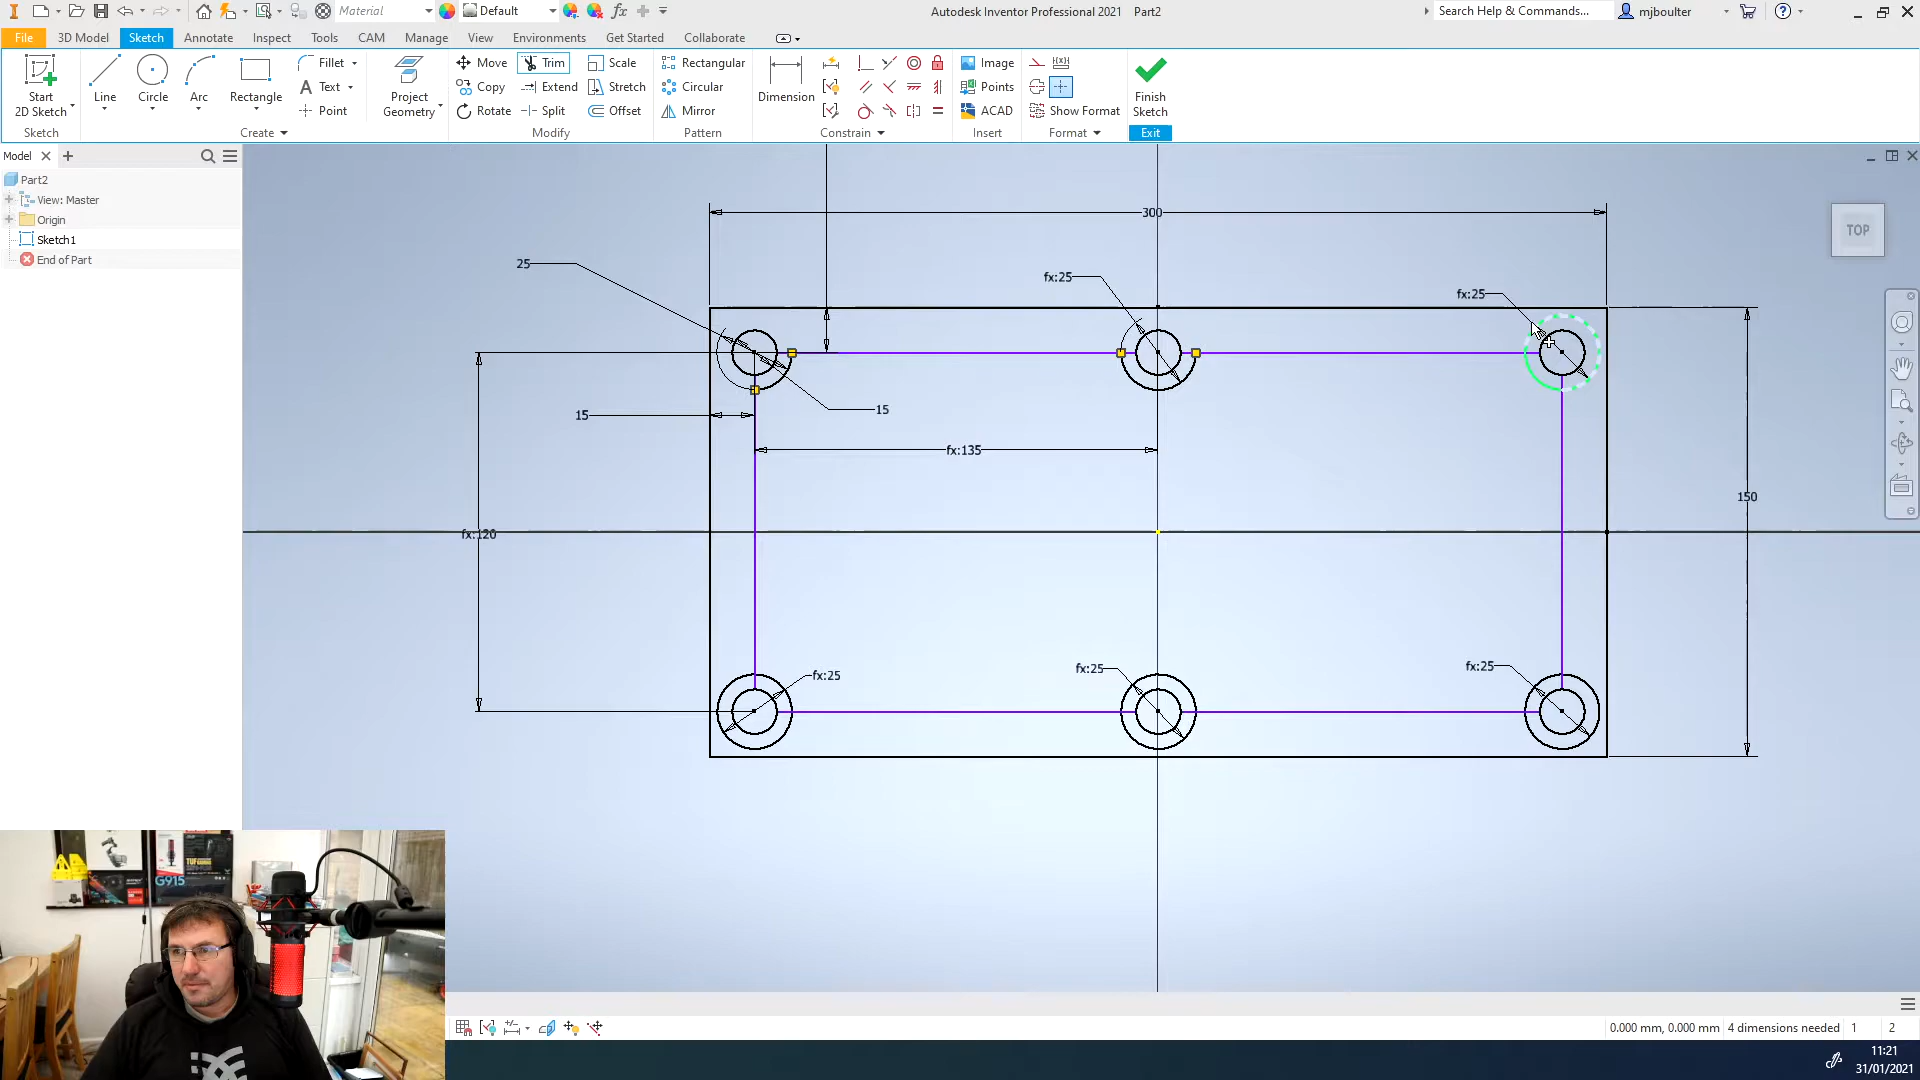 Material
Default
Autodesk Inventor Professional 2021 Part2
Search Help & Commands...
mjboulter
File 3D Model Sketch Annotate Inspect Tools CAM Manage View Environments Get Started Collaborate
Start
2D Sketch
Line
Circle
Arc
Rectangle
Fillet
Text
Point
Project
Geometry
Move
Copy
Rotate
Trim
Extend
Split
Scale
Stretch
Offset
Rectangular
Circular
Mirror
Dimension
Image
Points
ACAD
Show Format
Finish
Sketch
Sketch
Create
Modify
Pattern
Constrain
Insert
Format
Exit
Model
Part2
View: Master
Origin
Sketch1
End of Part
TOP
300
25
fx:25
fx:25
15
15
fx:135
150
fx:120
fx:25
fx:25
fx:25
G915
0.000 mm, 0.000 mm 4 dimensions needed 1 2
11:21
31/01/2021